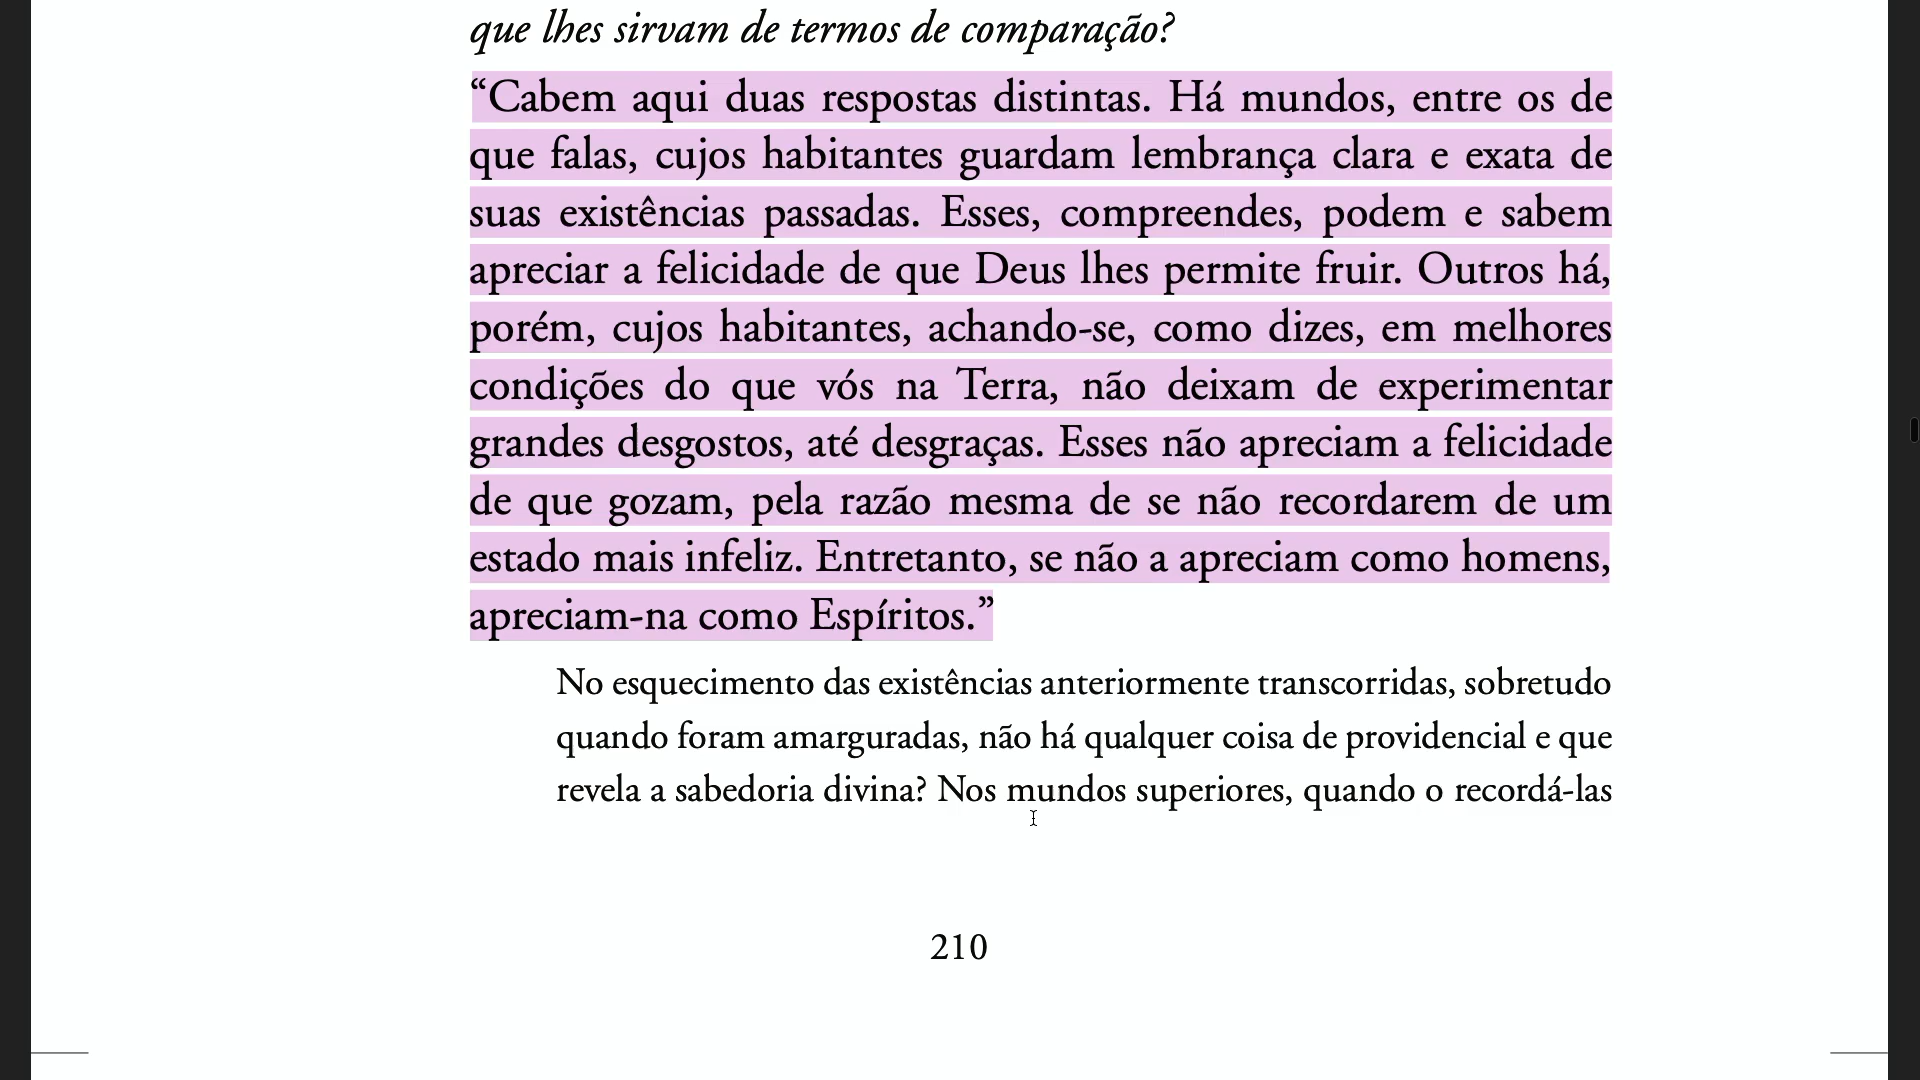 que lhes sirvam de termos de comparação?
“Cabem aqui duas respostas distintas. Há mundos, entre os de
que falas, cujos habitantes guardam lembrança clara e exata de
suas existências passadas. Esses, compreendes, podem e sabem
apreciar a felicidade de que Deus lhes permite fruir. Outros há,
porém, cujos habitantes, achando-se, como dizes, em melhores
condições do que vós na Terra, não deixam de experimentar
grandes desgostos, até desgraças. Esses não apreciam a felicidade
de que gozam, pela razão mesma de se não recordarem de um
estado mais infeliz. Entretanto, se não a apreciam como homens,
apreciam-na como Espíritos.”
No esquecimento das existências anteriormente transcorridas, sobretudo
quando foram amarguradas, não há qualquer coisa de providencial e que
revela a sabedoria divina? Nos mundos superiores, quando o recordá-las
210